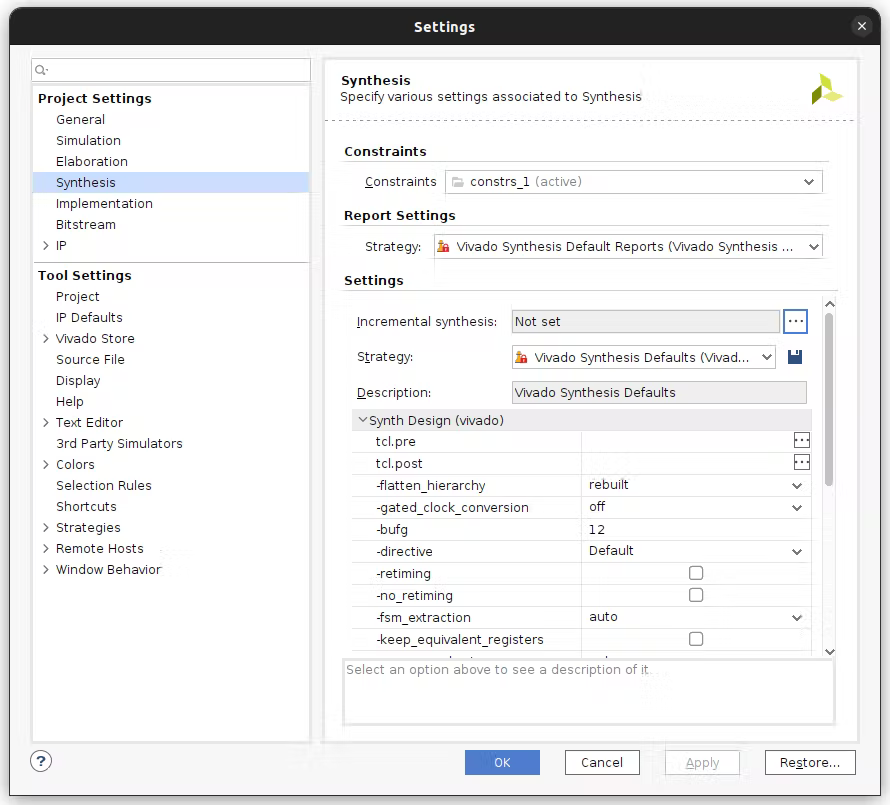 Settings
Project Settings
General
Simulation
Elaboration
Synthesis
Implementation
Bitstream
IP
Tool Settings
Project
IP Defaults
Vivado Store
Source File
Display
Help
Text Editor
3rd Party Simulators
Colors
Selection Rules
Shortcuts
Strategies
Remote Hosts
Window Behavior
Synthesis
Specify various settings associated to Synthesis
Constraints
Constraints constrs_1 (active)
Report Settings
Strategy: Vivado Synthesis Default Reports (Vivado Synthesis ...
Settings
Incremental synthesis: Not set ...
Strategy: Vivado Synthesis Defaults (Vivad...
Description: Vivado Synthesis Defaults
Synth Design (vivado)
tcl.pre ...
tcl.post ...
-flatten_hierarchy rebuilt
-gated_clock_conversion off
-bufg 12
-directive Default
-retiming
-no_retiming
-fsm_extraction auto
-keep_equivalent_registers
Select an option above to see a description of it
? OK Cancel Apply Restore...